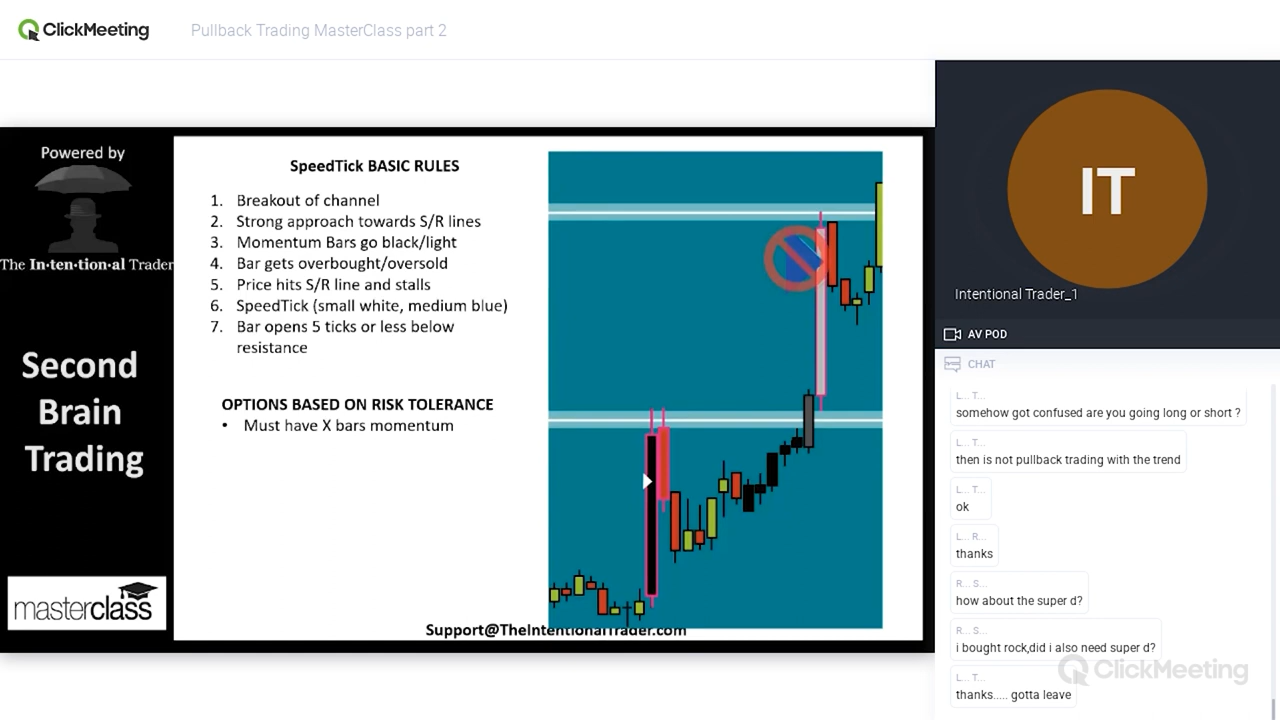 ClickMeeting
Pullback Trading MasterClass part 2
Powered by
The In·ten·tion·al Trader
Second
Brain
Trading
masterclass
SpeedTick BASIC RULES
1. Breakout of channel
2. Strong approach towards S/R lines
3. Momentum Bars go black/light
4. Bar gets overbought/oversold
5. Price hits S/R line and stalls
6. SpeedTick (small white, medium blue)
7. Bar opens 5 ticks or less below
resistance
OPTIONS BASED ON RISK TOLERANCE
• Must have X bars momentum
Support@TheIntentionalTrader.com
IT
Intentional Trader_1
AV POD
CHAT
L... T...
somehow got confused are you going long or short ?
L... T...
then is not pullback trading with the trend
L... T...
ok
L... R...
thanks
R... S...
how about the super d?
R... S...
i bought rock,did i also need super d?
L... T...
thanks..... gotta leave
ClickMeeting